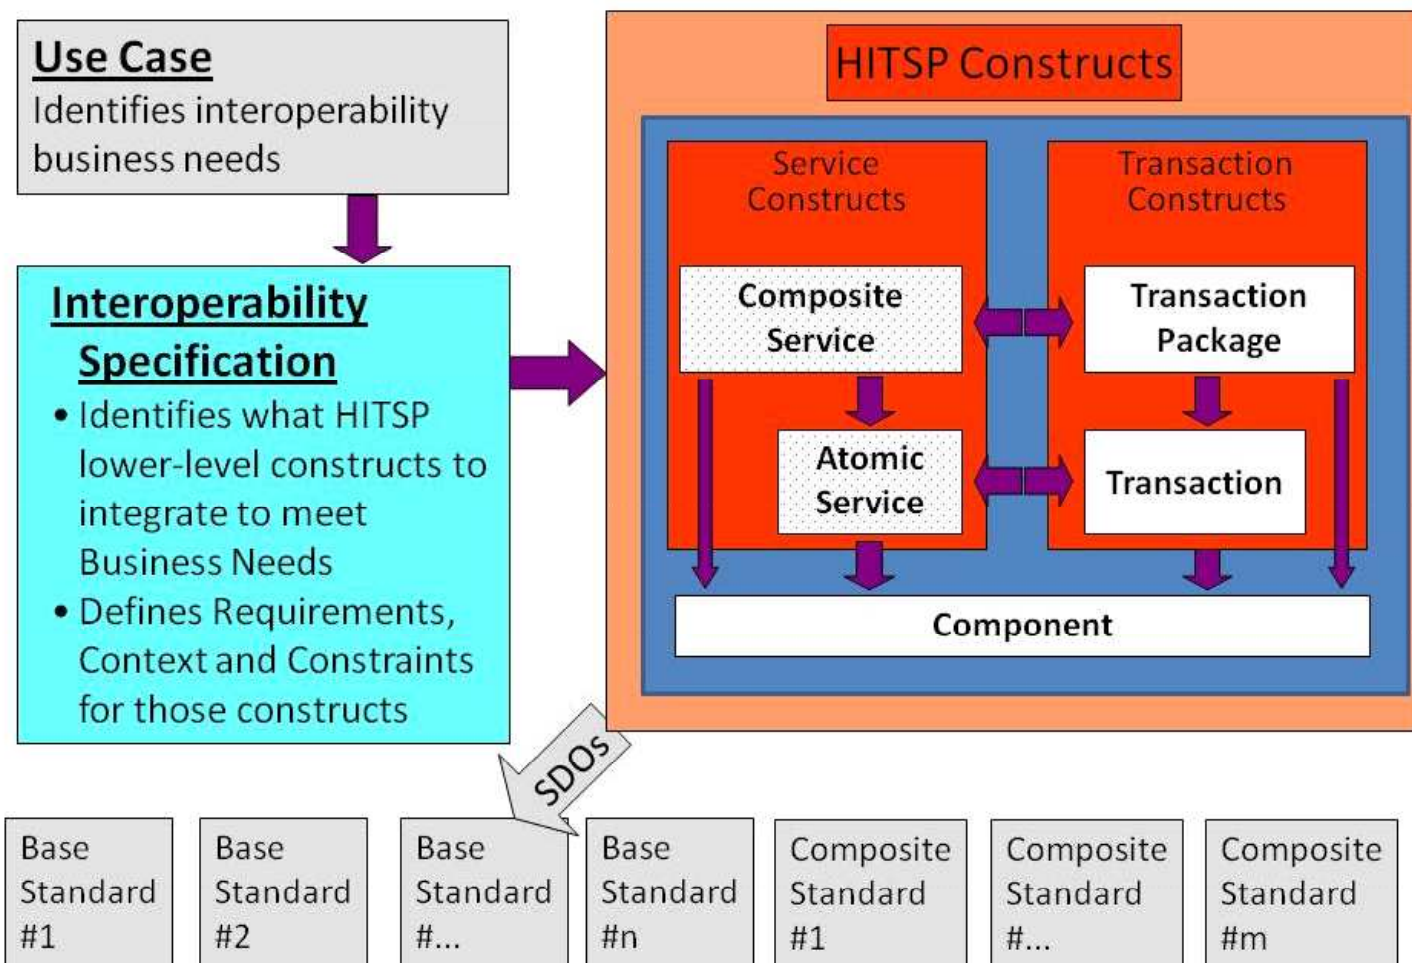 Use Case
Identifies interoperability
business needs
Interoperability
Specification
• Identifies what HITSP
lower-level constructs to
integrate to meet
Business Needs
• Defines Requirements,
Context and Constraints
for those constructs
HITSP Constructs
Service
Constructs
Composite
Service
Atomic
Service
Transaction
Constructs
Transaction
Package
Transaction
Component
SDOs
Base
Standard
#1
Base
Standard
#2
Base
Standard
#...
Base
Standard
#n
Composite
Standard
#1
Composite
Standard
#...
Composite
Standard
#m